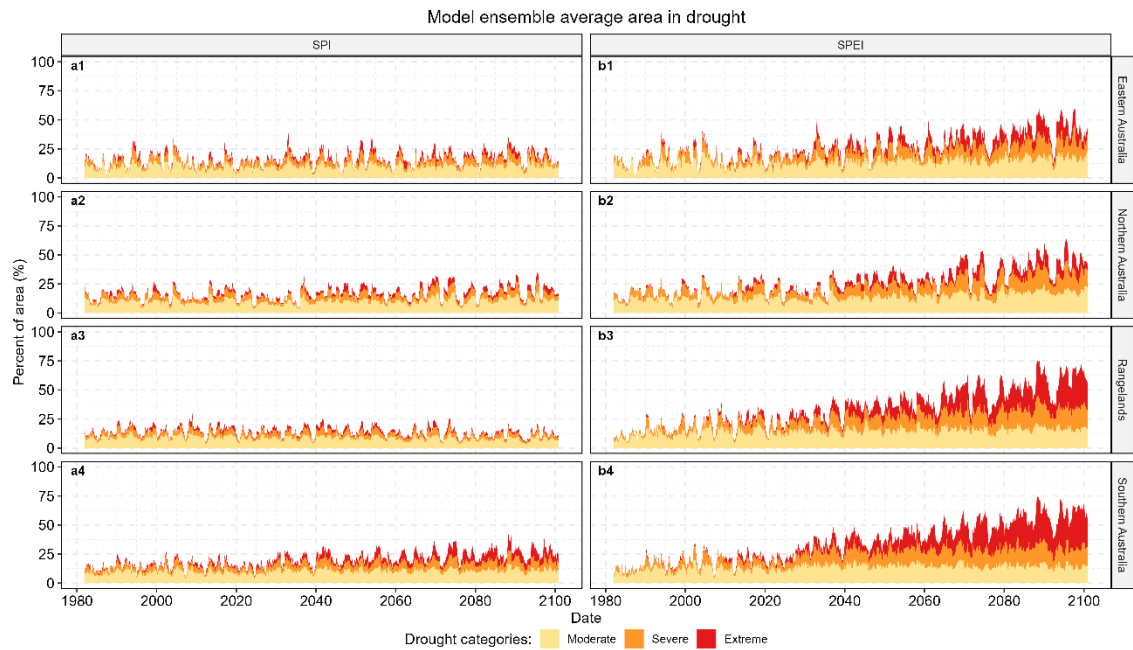 Model ensemble average area in drought
SPI
SPEI
a1
b1
100
75
50
25
0
Eastern Australia
a2
b2
100
75
50
25
0
Northern Australia
a3
b3
100
75
50
25
0
Rangelands
a4
b4
100
75
50
25
0
Southern Australia
Percent of area (%)
1980 2000 2020 2040 2060 2080 2100
1980 2000 2020 2040 2060 2080 2100
Date
Drought categories: Moderate Severe Extreme